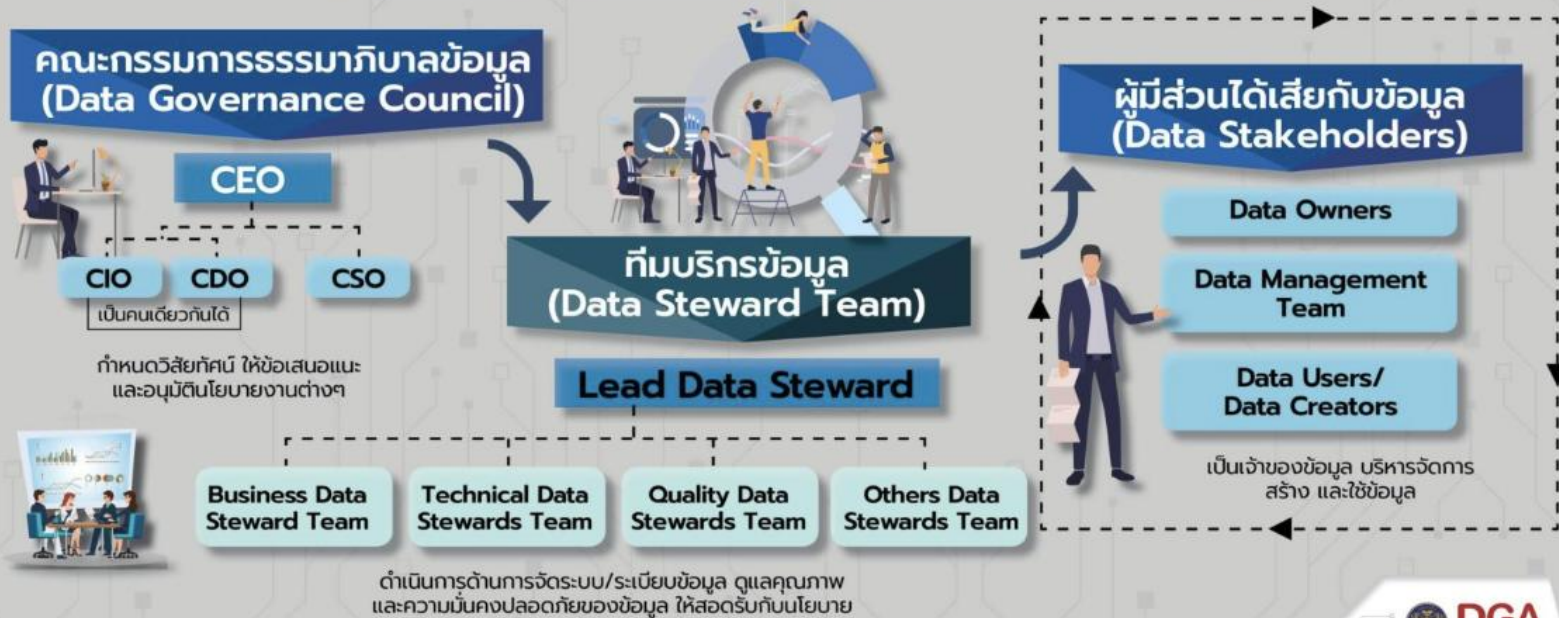 คณะกรรมการธรรมาภิบาลข้อมูล
(Data Governance Council)
CEO
CIO
CDO
CSO
เป็นคนเดียวกันได้
กำหนดวิสัยทัศน์ ให้ข้อเสนอแนะ
และอนุมัตินโยบายงานต่างๆ
ทีมบริกรข้อมูล
(Data Steward Team)
Lead Data Steward
Business Data
Steward Team
Technical Data
Stewards Team
Quality Data
Stewards Team
Others Data
Stewards Team
ดำเนินการด้านการจัดระบบ/ระเบียบข้อมูล ดูแลคุณภาพ
และความมั่นคงปลอดภัยของข้อมูล ให้สอดรับกับนโยบาย
ผู้มีส่วนได้เสียกับข้อมูล
(Data Stakeholders)
Data Owners
Data Management
Team
Data Users/
Data Creators
เป็นเจ้าของข้อมูล บริหารจัดการ
สร้าง และใช้ข้อมูล
DGA